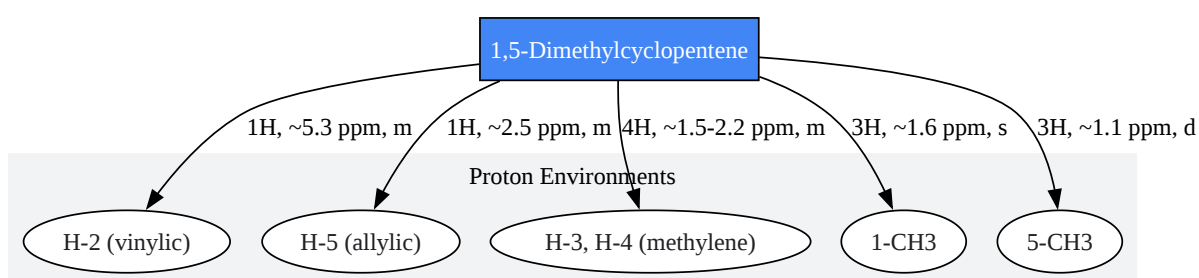 1,5-Dimethylcyclopentene
1H, ~5.3 ppm, m
1H, ~2.5 ppm, m
4H, ~1.5-2.2 ppm, m
3H, ~1.6 ppm, s
3H, ~1.1 ppm, d
Proton Environments
H-2 (vinylic)
H-5 (allylic)
H-3, H-4 (methylene)
1-CH3
5-CH3